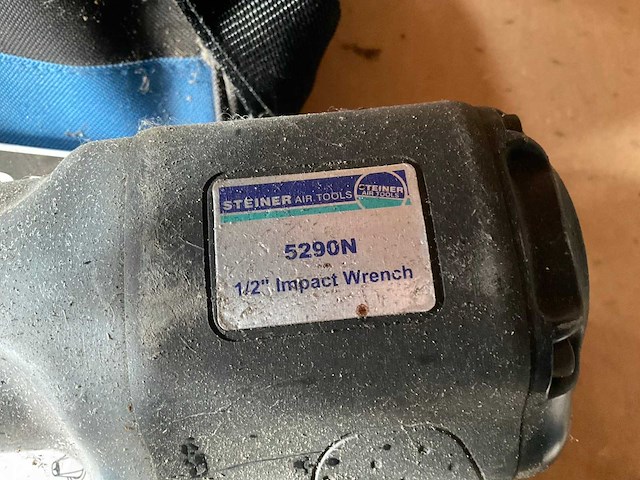 STEINER AIR TOOLS
STEINER
AIR TOOLS
5290N
1/2" Impact Wrench